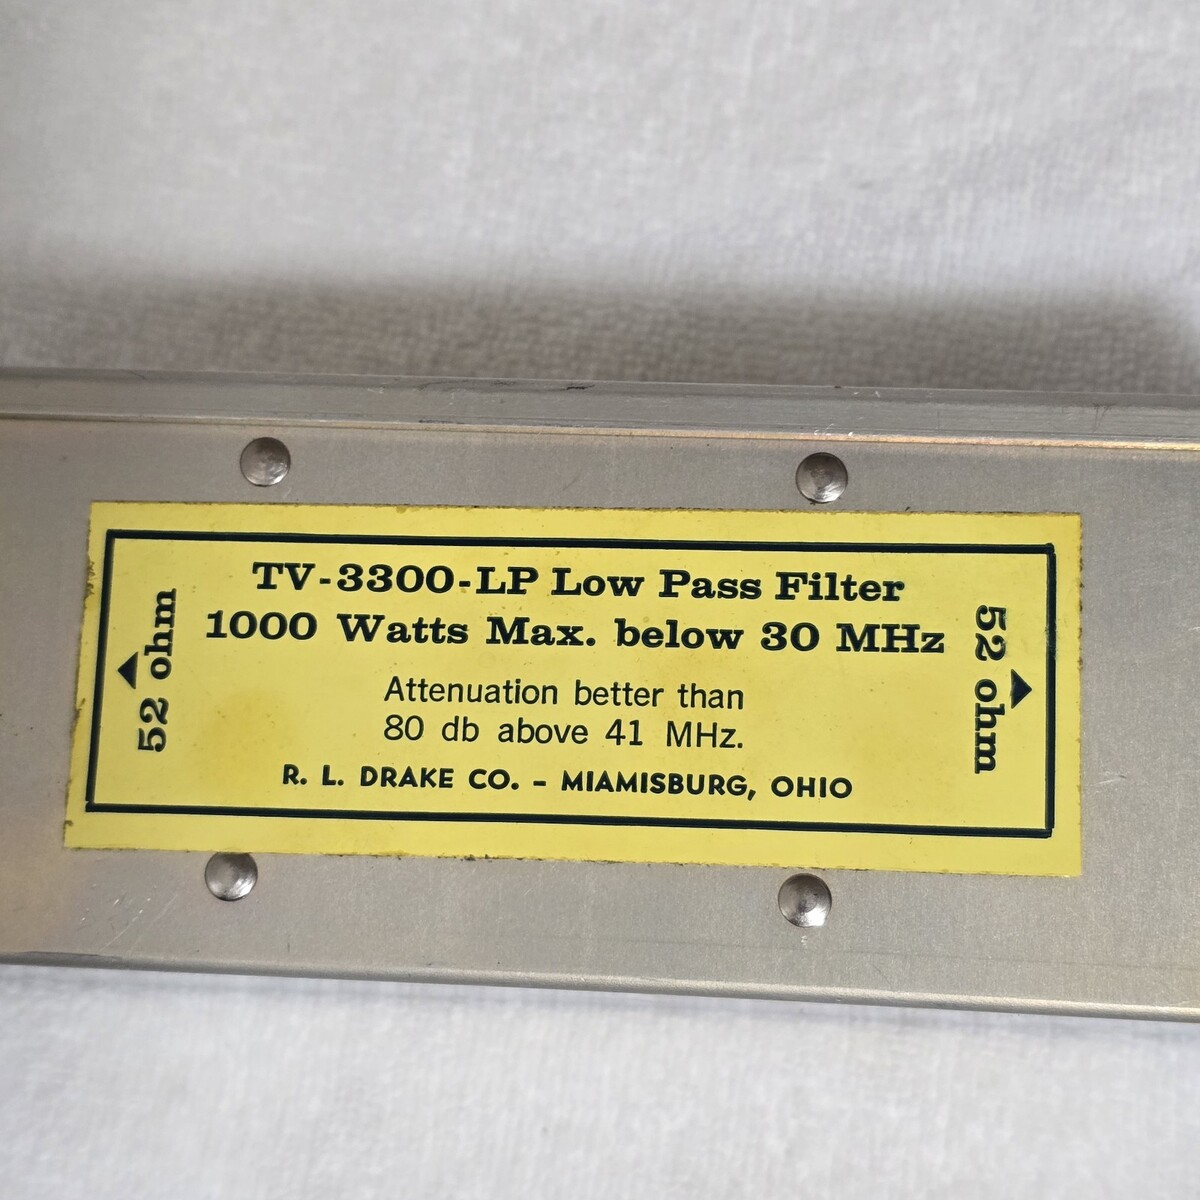 TV-3300-LP Low Pass Filter
1000 Watts Max. below 30 MHz
Attenuation better than
80 db above 41 MHz.
R. L. DRAKE CO. – MIAMISBURG, OHIO
52 ohm
52 ohm